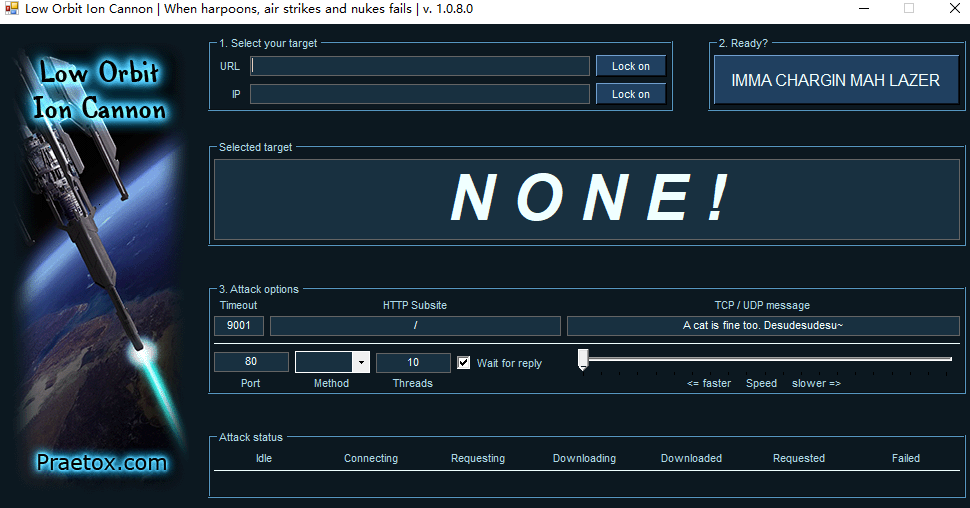 Low Orbit Ion Cannon | When harpoons, air strikes and nukes fails | v. 1.0.8.0
Low Orbit
Ion Cannon
Praetox.com
1. Select your target
URL
Lock on
IP
Lock on
2. Ready?
IMMA CHARGIN MAH LAZER
Selected target
N O N E !
3. Attack options
Timeout HTTP Subsite TCP / UDP message
9001 / A cat is fine too. Desudesudesu~
80 10 Wait for reply
Port Method Threads <= faster Speed slower =>
Attack status
Idle Connecting Requesting Downloading Downloaded Requested Failed